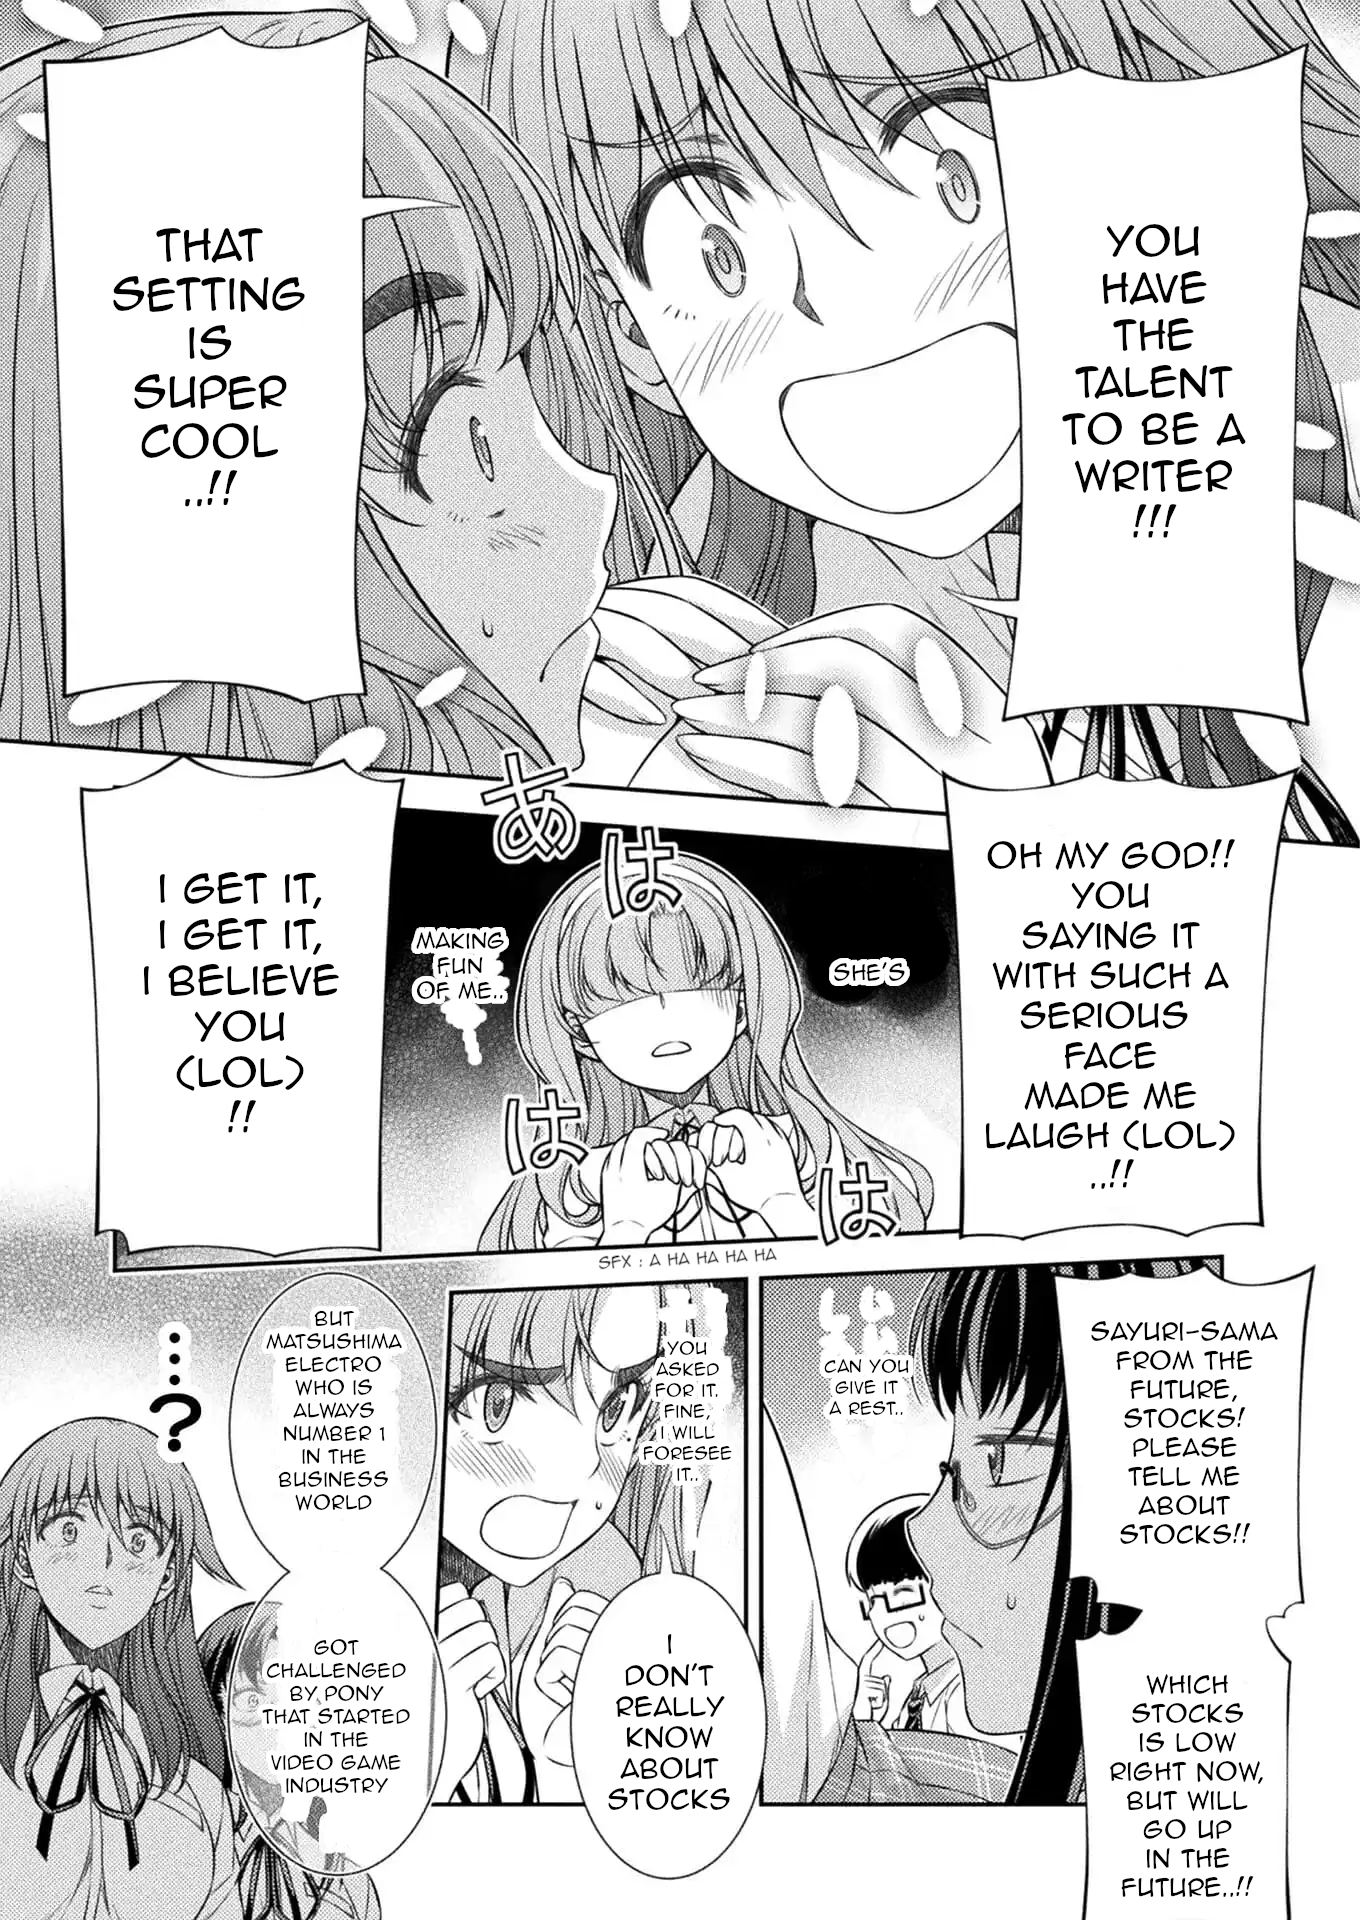 YOU
HAVE
THE
TALENT
TO BE A
WRITER
!!!
THAT
SETTING
IS
SUPER
COOL
..!!
OH MY GOD!!
YOU
SAYING IT
WITH SUCH A
SERIOUS
FACE
MADE ME
LAUGH (LOL)
..!!
SHE'S
MAKING
FUN
OF ME..
あ
は
は
は
I GET IT,
I GET IT,
I BELIEVE
YOU
(LOL)
!!
SFX : A HA HA HA HA
SAYURI-SAMA
FROM THE
FUTURE,
STOCKS!
PLEASE
TELL ME
ABOUT
STOCKS!!
WHICH
STOCKS
IS LOW
RIGHT NOW,
BUT WILL
GO UP
IN THE
FUTURE..!!
CAN YOU
GIVE IT
A REST..
YOU
ASKED
FOR IT.
FINE,
I WILL
FORESEE
IT..
I
DON'T
REALLY
KNOW
ABOUT
STOCKS
BUT
MATSUSHIMA
ELECTRO
WHO IS
ALWAYS
NUMBER 1
IN THE
BUSINESS
WORLD
GOT
CHALLENGED
BY PONY
THAT STARTED
IN THE
VIDEO GAME
INDUSTRY
…?